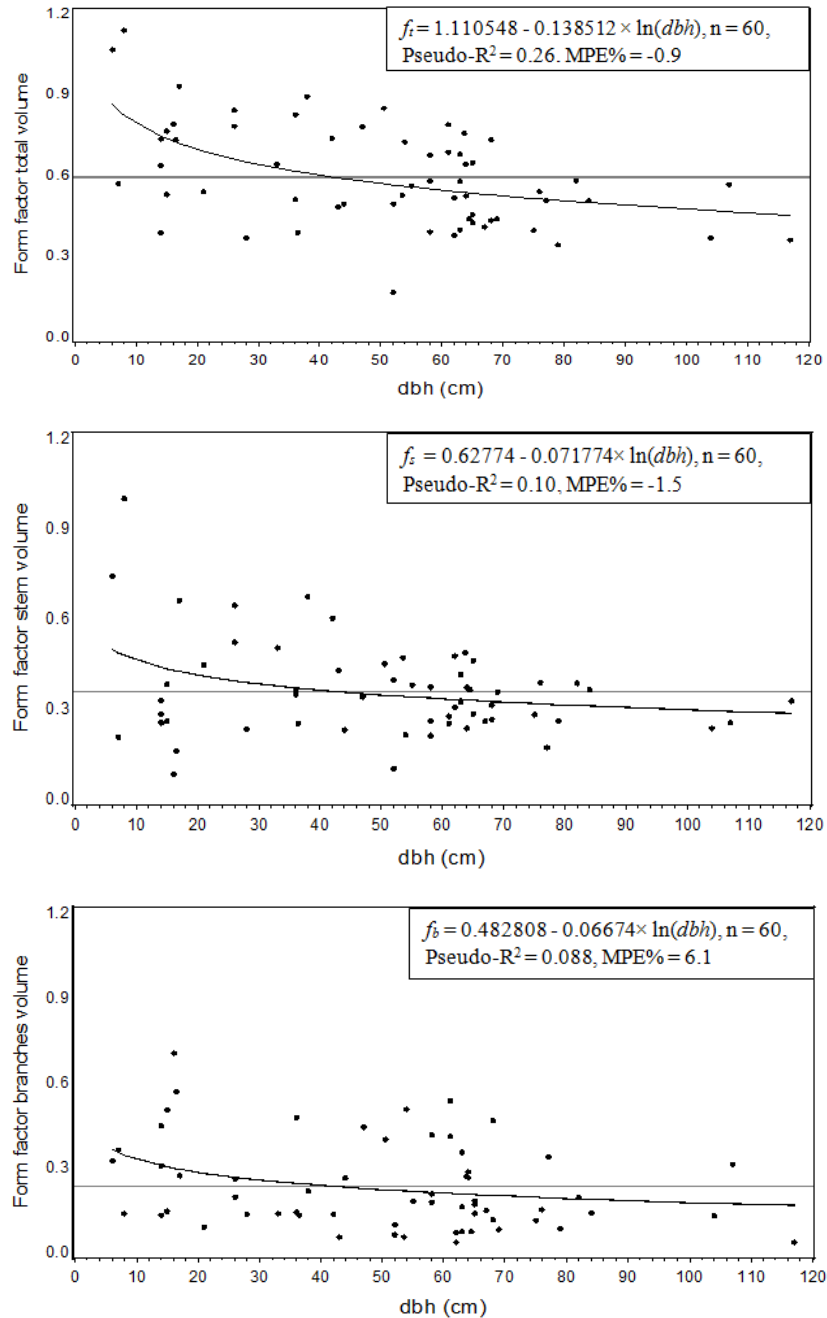 f_t = 1.110548 - 0.138512 × ln(dbh), n = 60,
Pseudo-R² = 0.26. MPE% = -0.9
Form factor total volume
1.2
0.9
0.6
0.3
0.0
0 10 20 30 40 50 60 70 80 90 100 110 120
dbh (cm)
f_s = 0.62774 - 0.071774× ln(dbh), n = 60,
Pseudo-R² = 0.10, MPE% = -1.5
Form factor stem volume
1.2
0.9
0.6
0.3
0.0
0 10 20 30 40 50 60 70 80 90 100 110 120
dbh (cm)
f_b = 0.482808 - 0.06674× ln(dbh), n = 60,
Pseudo-R² = 0.088, MPE% = 6.1
Form factor branches volume
1.2
0.9
0.6
0.3
0.0
0 10 20 30 40 50 60 70 80 90 100 110 120
dbh (cm)